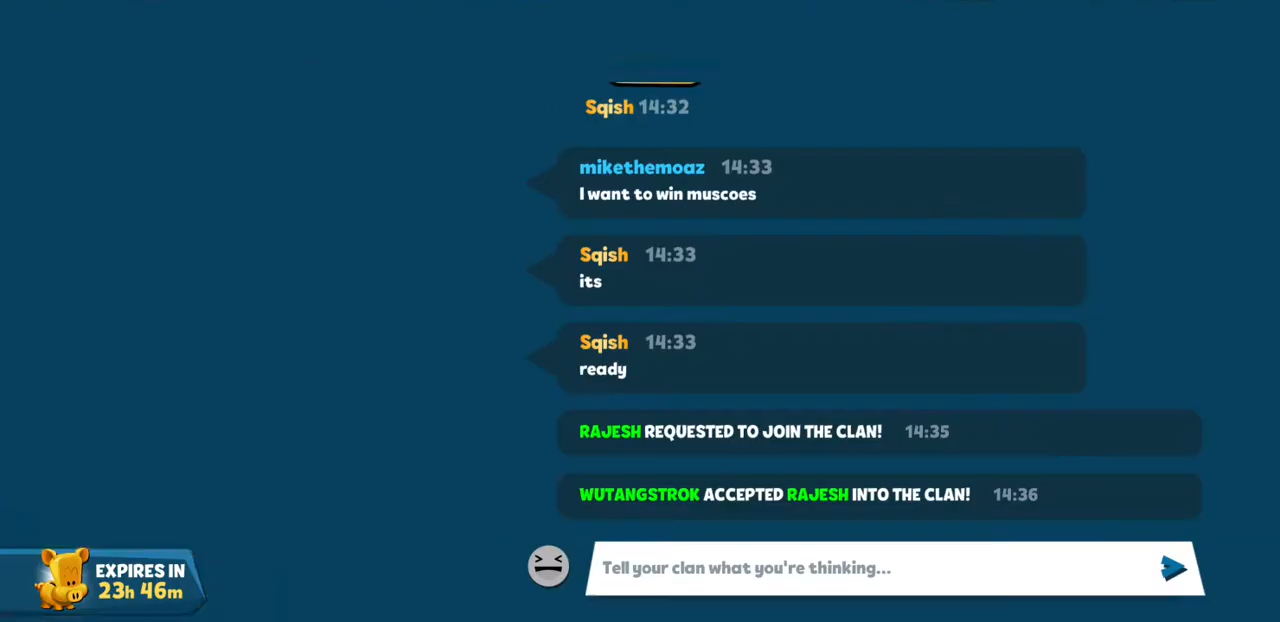 Sqish 14:32
mikethemoaz 14:33
I want to win muscoes
Sqish 14:33
its
Sqish 14:33
ready
RAJESH REQUESTED TO JOIN THE CLAN! 14:35
WUTANGSTROK ACCEPTED RAJESH INTO THE CLAN! 14:36
Tell your clan what you're thinking...
EXPIRES IN
23h 46m